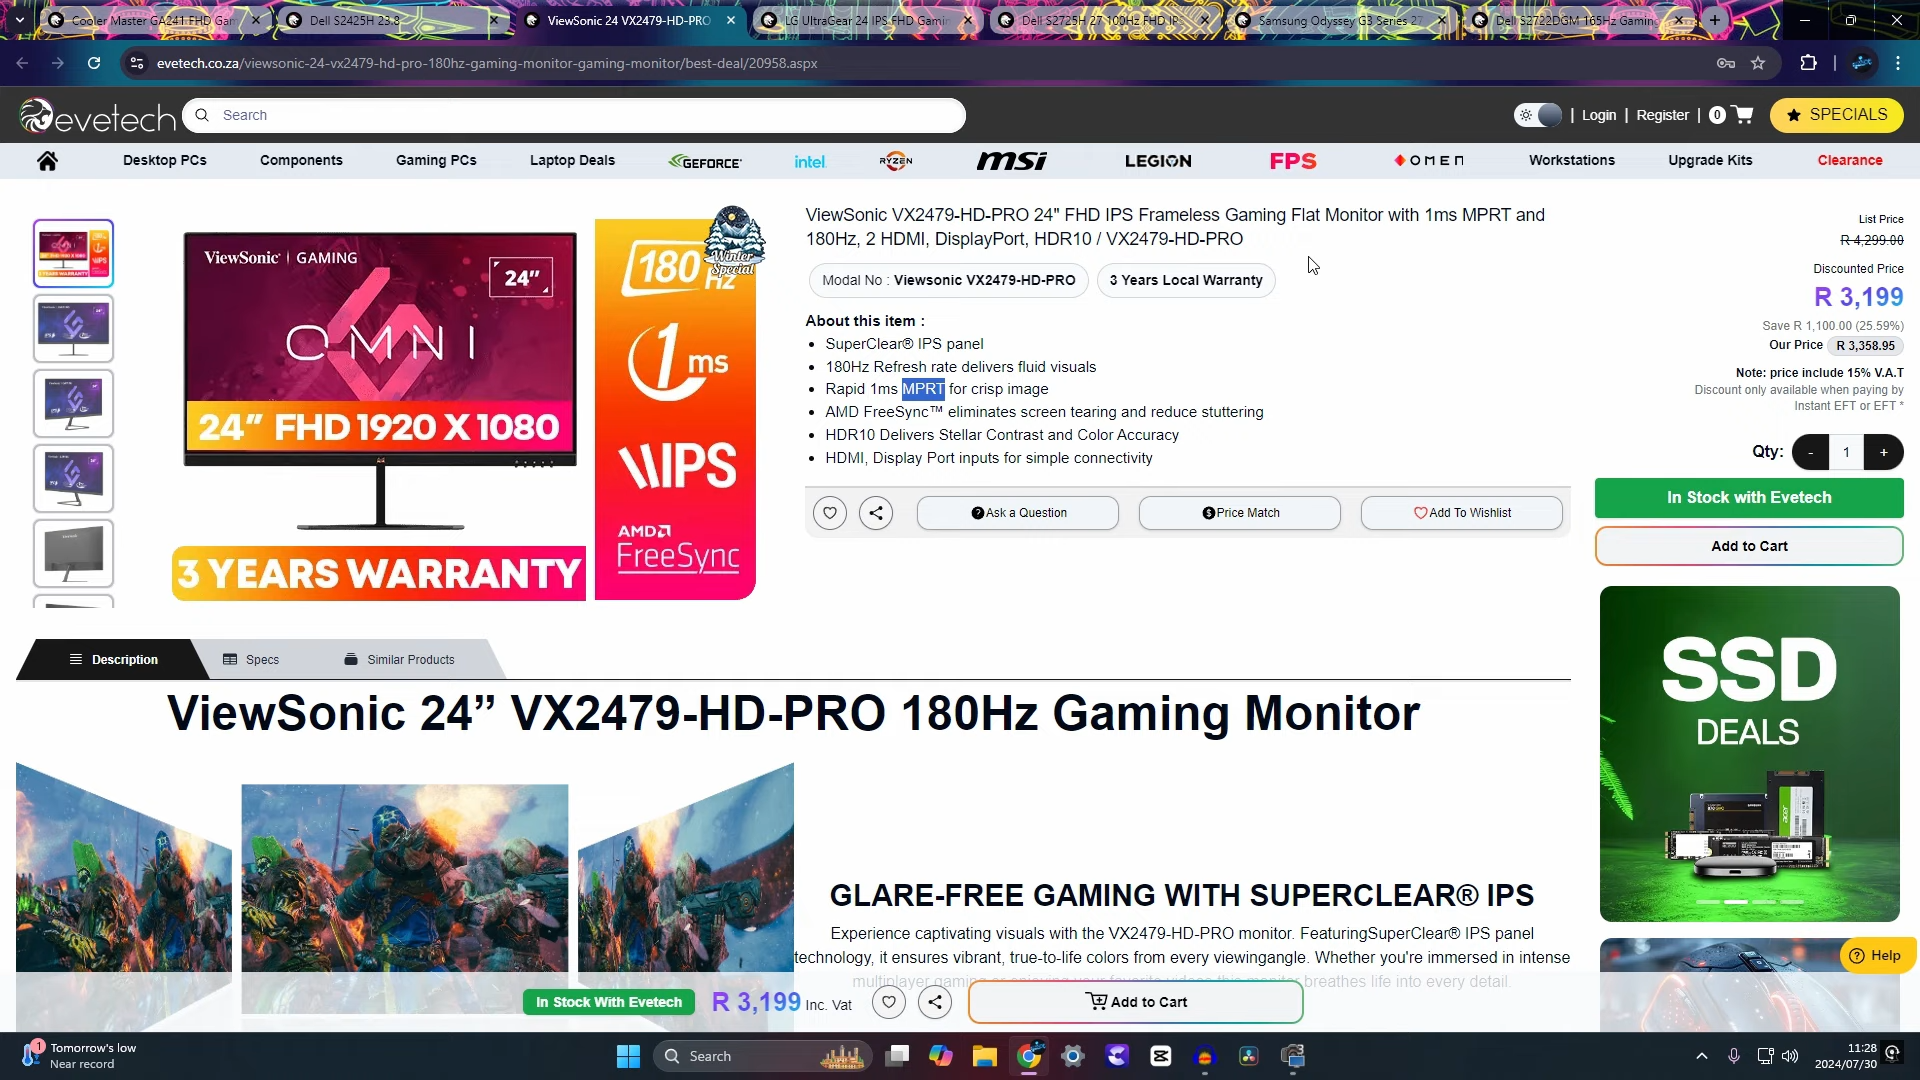 Cooler Master GA241 FHD Gam
Dell S2425H 23.8
ViewSonic 24 VX2479-HD-PRO
LG UltraGear 24 IPS FHD Gamin
Dell S2725H 27 100Hz FHD IPS
Samsung Odyssey G3 Series 27
Dell S2722DGM 165Hz Gaming
evetech.co.za/viewsonic-24-vx2479-hd-pro-180hz-gaming-monitor-gaming-monitor/best-deal/20958.aspx
evetech
Search
Login | Register | 0
SPECIALS
Desktop PCs
Components
Gaming PCs
Laptop Deals
GEFORCE
intel
RYZEN
msi
LEGION
FPS
OMEN
Workstations
Upgrade Kits
Clearance
ViewSonic | GAMING
24”
OMNI
24” FHD 1920 X 1080
3 YEARS WARRANTY
180 HZ
Winter Special
1 ms
IPS
AMD
FreeSync
ViewSonic VX2479-HD-PRO 24" FHD IPS Frameless Gaming Flat Monitor with 1ms MPRT and
180Hz, 2 HDMI, DisplayPort, HDR10 / VX2479-HD-PRO
Modal No : Viewsonic VX2479-HD-PRO
3 Years Local Warranty
About this item :
SuperClear® IPS panel
180Hz Refresh rate delivers fluid visuals
Rapid 1ms MPRT for crisp image
AMD FreeSync™ eliminates screen tearing and reduce stuttering
HDR10 Delivers Stellar Contrast and Color Accuracy
HDMI, Display Port inputs for simple connectivity
Ask a Question
Price Match
Add To Wishlist
List Price
R 4,299.00
Discounted Price
R 3,199
Save R 1,100.00 (25.59%)
Our Price R 3,358.95
Note: price include 15% V.A.T
Discount only available when paying by
Instant EFT or EFT *
Qty: - 1 +
In Stock with Evetech
Add to Cart
SSD
DEALS
Description
Specs
Similar Products
ViewSonic 24” VX2479-HD-PRO 180Hz Gaming Monitor
GLARE-FREE GAMING WITH SUPERCLEAR® IPS
Experience captivating visuals with the VX2479-HD-PRO monitor. FeaturingSuperClear® IPS panel
technology, it ensures vibrant, true-to-life colors from every viewingangle. Whether you're immersed in intense
multiplayer gaming or enjoying your favorite videos this monitor breathes life into every detail.
Help
In Stock With Evetech
R 3,199 Inc. Vat
Add to Cart
1
Tomorrow's low
Near record
Search
11:28
2024/07/30